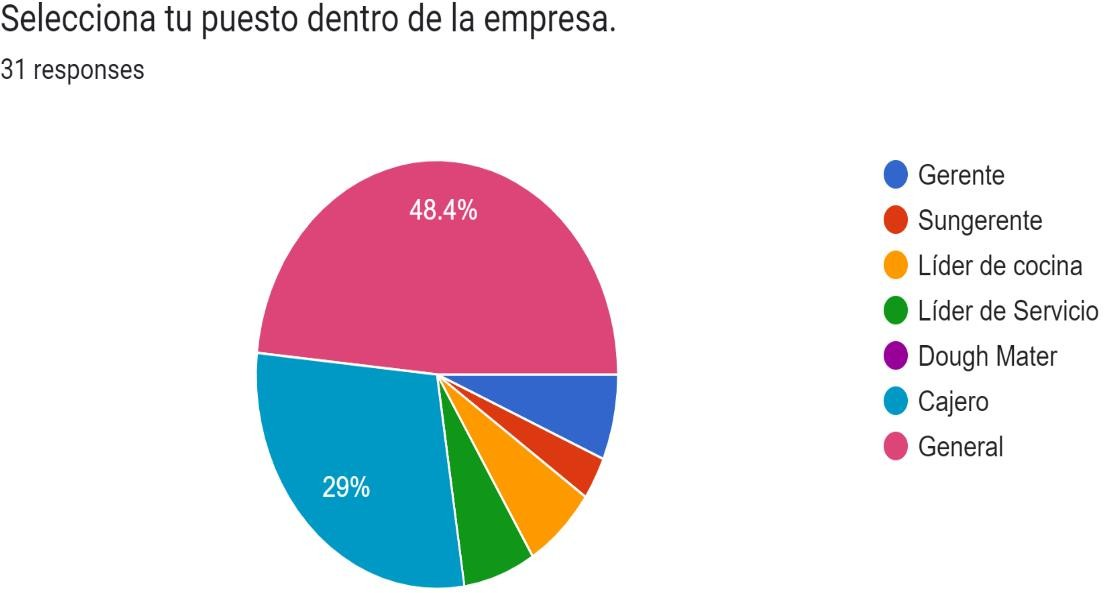 Selecciona tu puesto dentro de la empresa.
31 responses
48.4%
29%
Gerente
Sungerente
Líder de cocina
Líder de Servicio
Dough Mater
Cajero
General